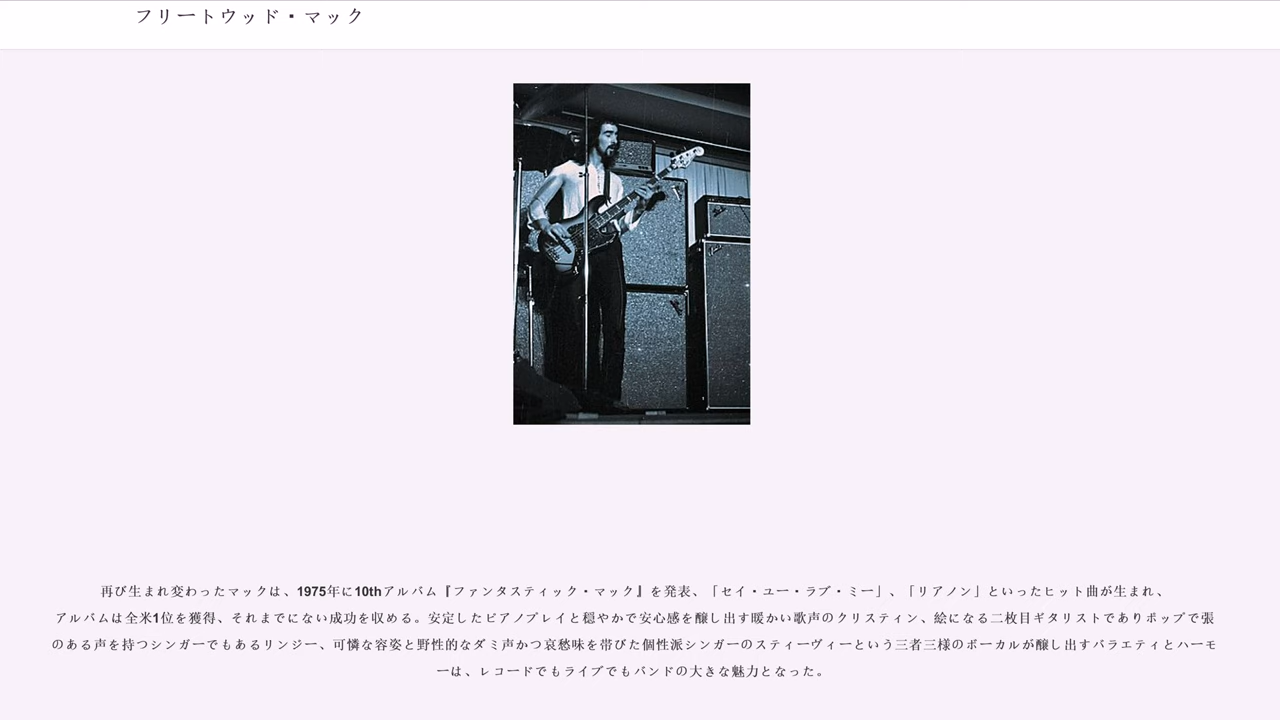 フリートウッド・マック
再び生まれ変わったマックは、1975年に10thアルバム『ファンタスティック・マック』を発表、「セイ・ユー・ラブ・ミー」、「リアノン」といったヒット曲が生まれ、
アルバムは全米1位を獲得、それまでにない成功を収める。安定したピアノプレイと穏やかで安心感を醸し出す暖かい歌声のクリスティン、絵になる二枚目ギタリストでありポップで張
のある声を持つシンガーでもあるリンジー、可憐な容姿と野性的なダミ声かつ哀愁味を帯びた個性派シンガーのスティーヴィーという三者三様のボーカルが醸し出すバラエティとハーモ
ーは、レコードでもライブでもバンドの大きな魅力となった。